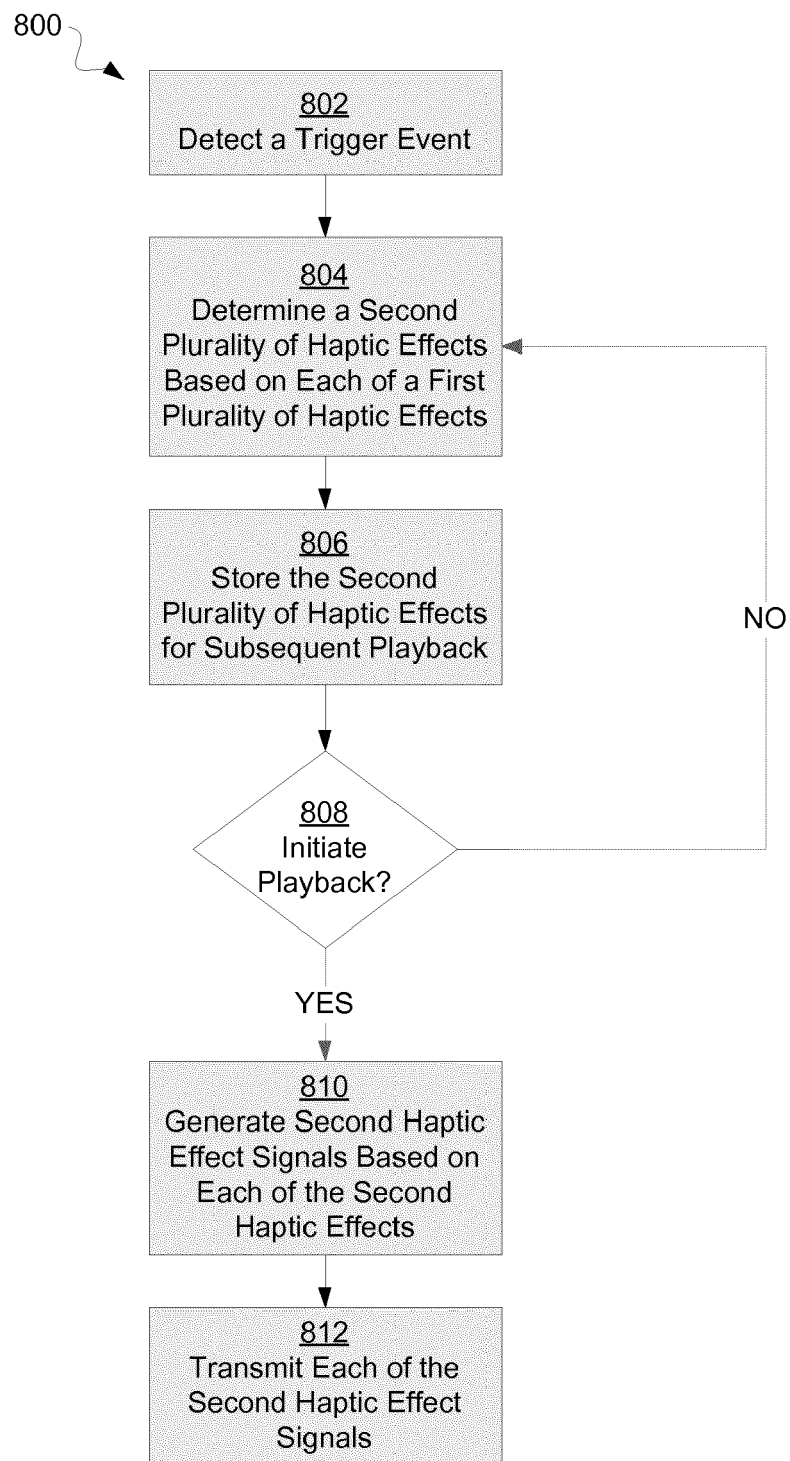 800
802
Detect a Trigger Event
804
Determine a Second
Plurality of Haptic Effects
Based on Each of a First
Plurality of Haptic Effects
806
Store the Second
Plurality of Haptic Effects
for Subsequent Playback
NO
808
Initiate
Playback?
YES
810
Generate Second Haptic
Effect Signals Based on
Each of the Second
Haptic Effects
812
Transmit Each of the
Second Haptic Effect
Signals